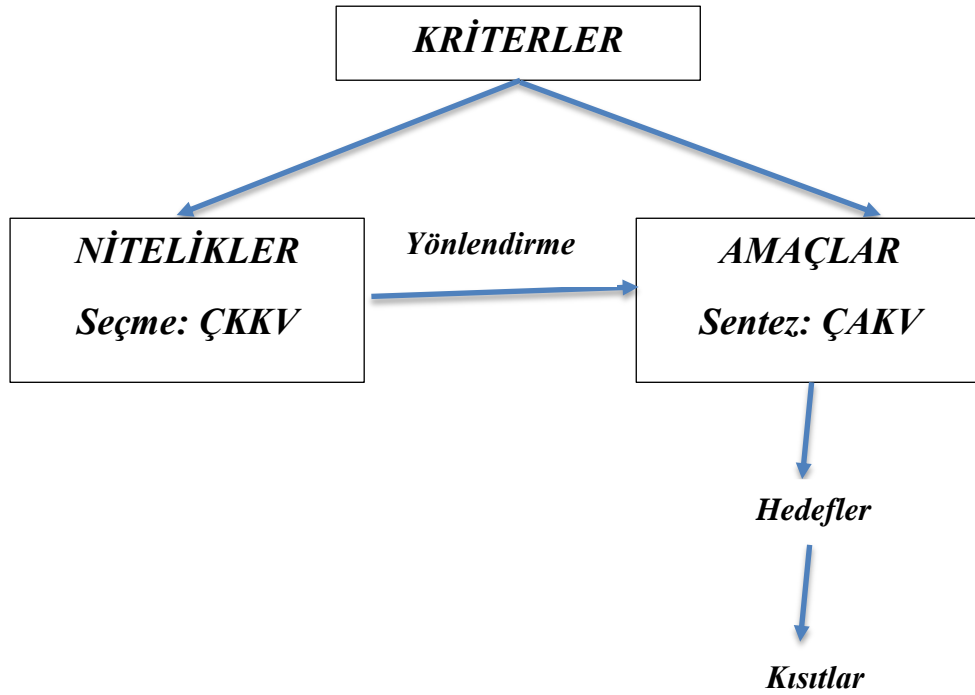 KRİTERLER
NİTELİKLER
Seçme: ÇKKV
Yönlendirme
AMAÇLAR
Sentez: ÇAKV
Hedefler
Kısıtlar